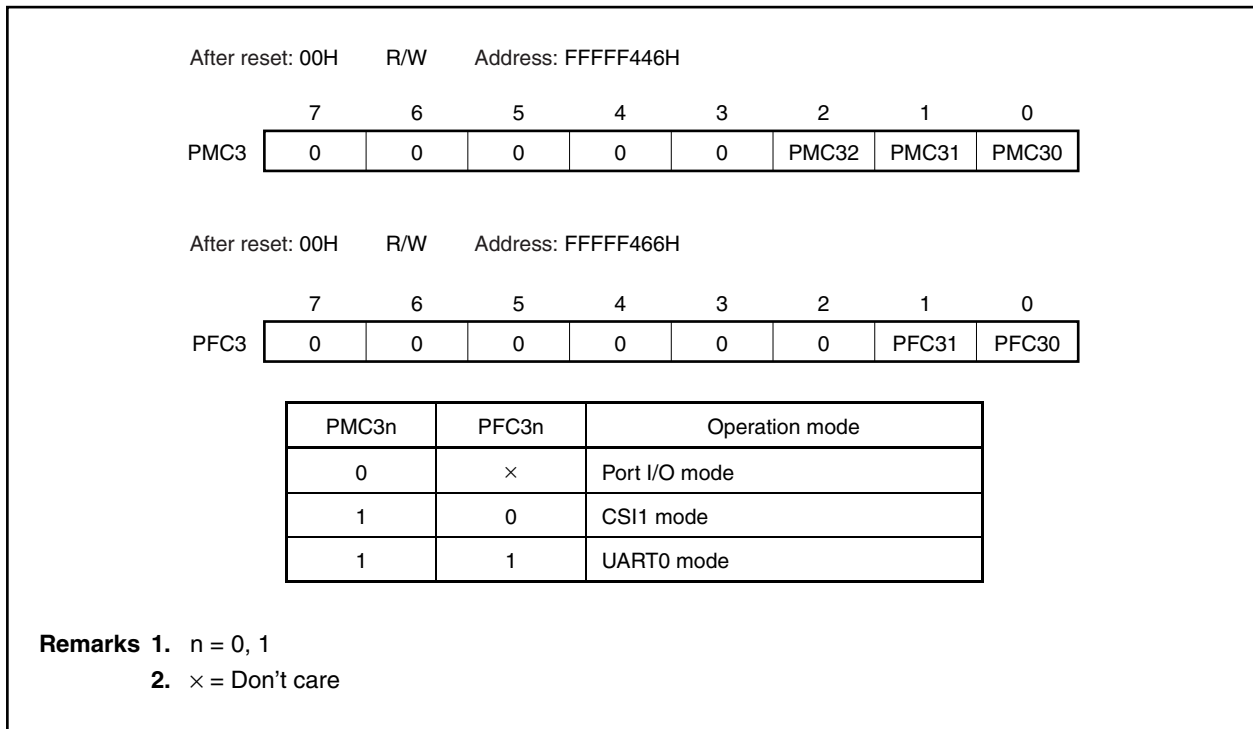 After reset: 00H R/W Address: FFFFF446H
7 6 5 4 3 2 1 0
PMC3 0 0 0 0 0 PMC32 PMC31 PMC30
After reset: 00H R/W Address: FFFFF466H
7 6 5 4 3 2 1 0
PFC3 0 0 0 0 0 0 PFC31 PFC30
PMC3n PFC3n Operation mode
0 × Port I/O mode
1 0 CSI1 mode
1 1 UART0 mode
Remarks 1. n = 0, 1
2. × = Don't care